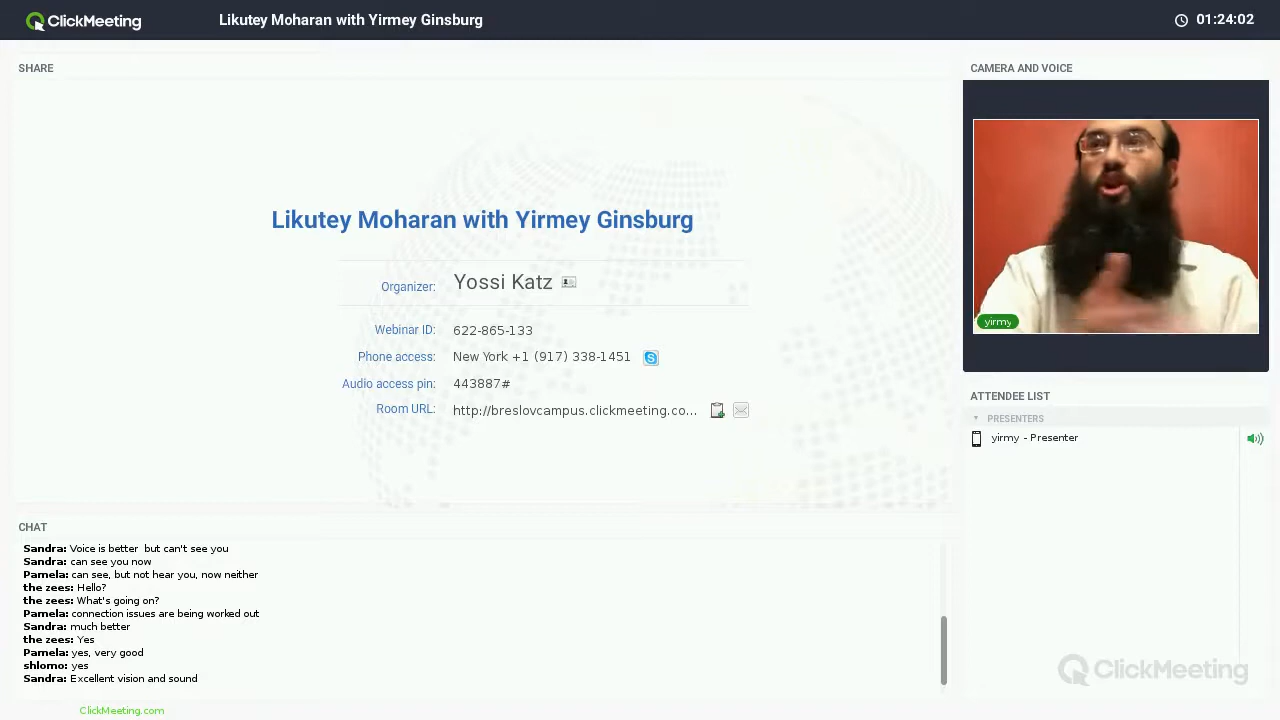 ClickMeeting
Likutey Moharan with Yirmey Ginsburg
01:24:02
SHARE
CAMERA AND VOICE
Likutey Moharan with Yirmey Ginsburg
Organizer: Yossi Katz
Webinar ID: 622-865-133
Phone access: New York +1 (917) 338-1451
Audio access pin: 443887#
Room URL: http://breslovcampus.clickmeeting.co...
yirmy
ATTENDEE LIST
PRESENTERS
yirmy - Presenter
CHAT
Sandra: Voice is better but can't see you
Sandra: can see you now
Pamela: can see, but not hear you, now neither
the zees: Hello?
the zees: What's going on?
Pamela: connection issues are being worked out
Sandra: much better
the zees: Yes
Pamela: yes, very good
shlomo: yes
Sandra: Excellent vision and sound
ClickMeeting
ClickMeeting.com